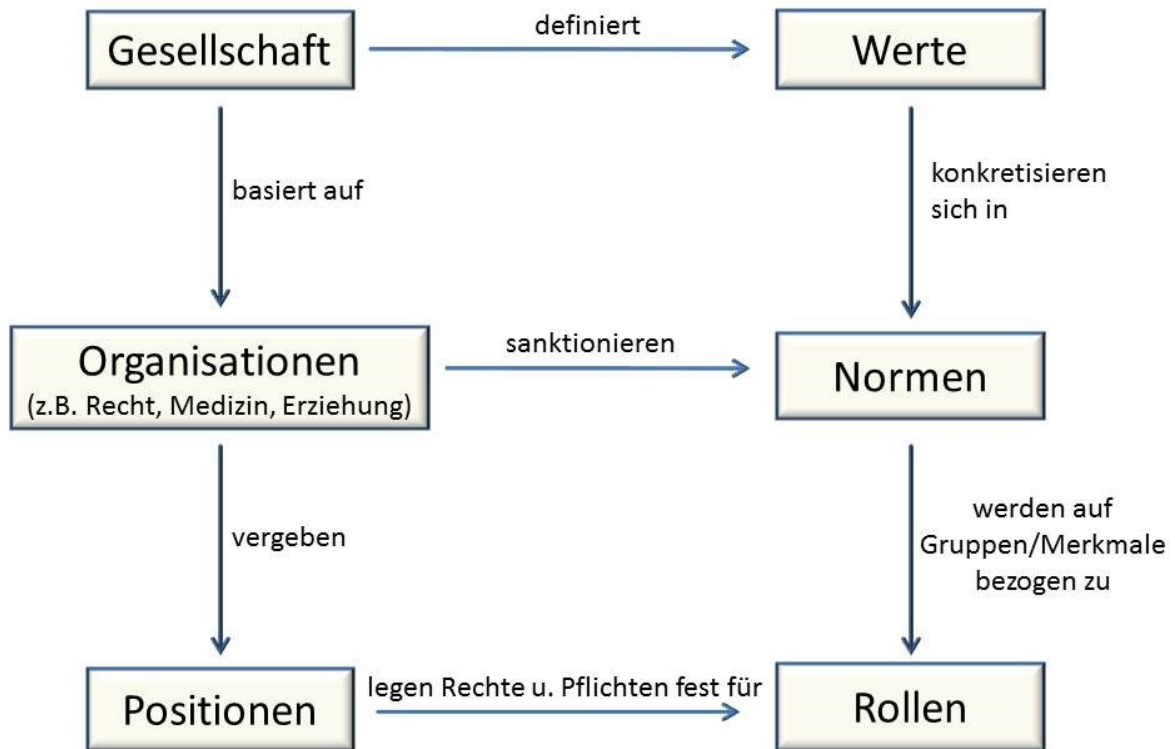 Gesellschaft
definiert
Werte
basiert auf
konkretisieren
sich in
Organisationen
(z.B. Recht, Medizin, Erziehung)
sanktionieren
Normen
vergeben
werden auf
Gruppen/Merkmale
bezogen zu
Positionen
legen Rechte u. Pflichten fest für
Rollen